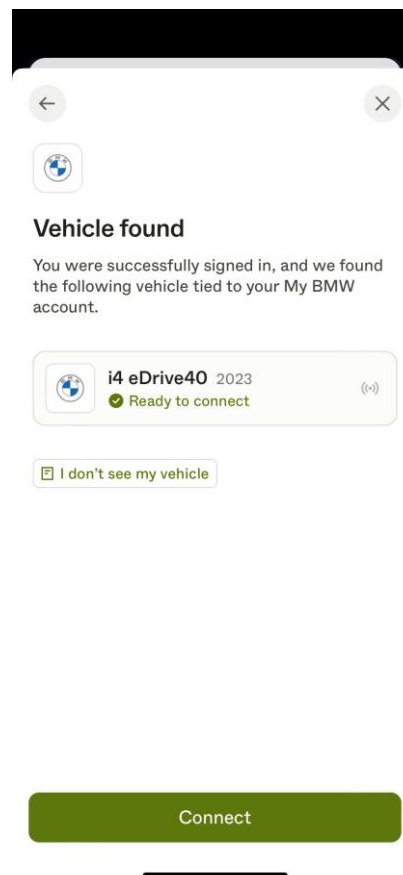 Vehicle found
You were successfully signed in, and we found
the following vehicle tied to your My BMW
account.
i4 eDrive40 2023
Ready to connect
I don't see my vehicle
Connect